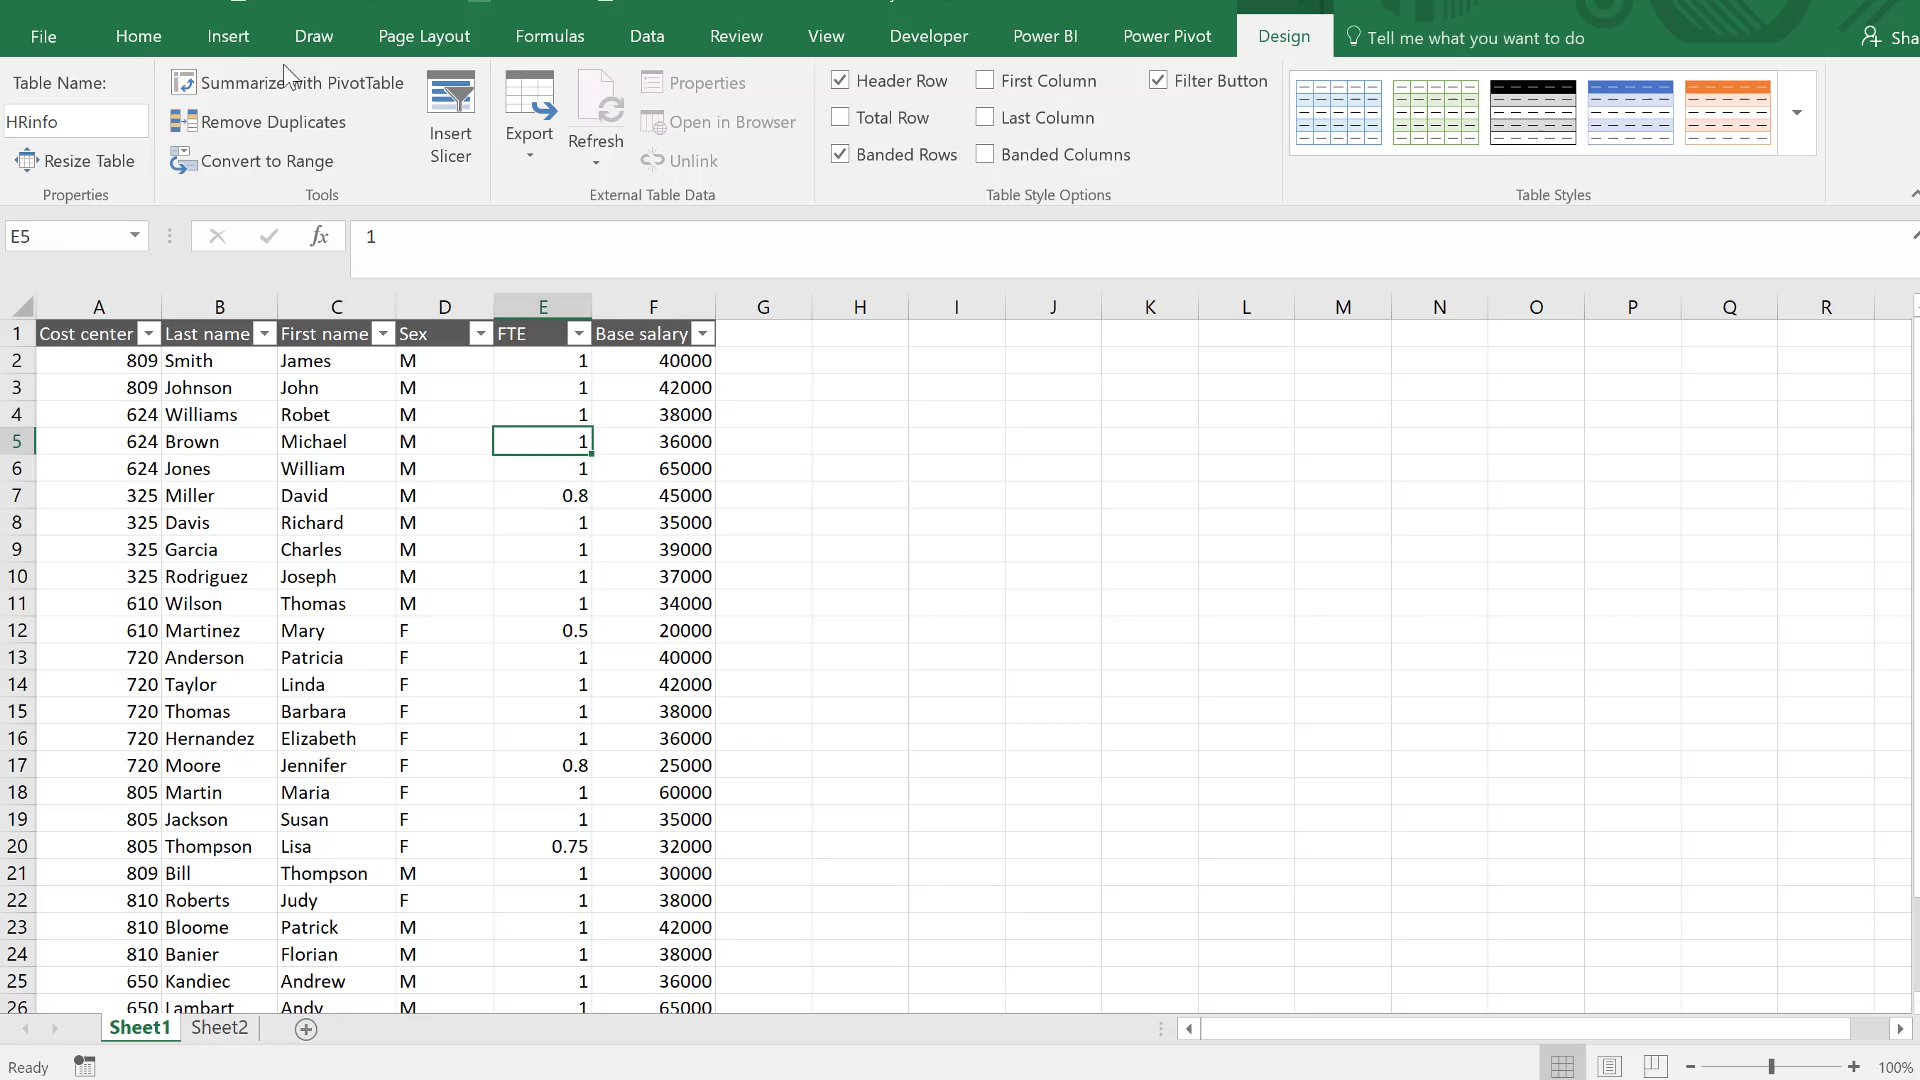 File Home Insert Draw Page Layout Formulas Data Review View Developer Power BI Power Pivot Design Tell me what you want to do Sha
Table Name:
HRinfo
Resize Table
Properties
Summarize with PivotTable
Remove Duplicates
Convert to Range
Tools
Insert
Slicer
Export
Refresh
Properties
Open in Browser
Unlink
External Table Data
Header Row First Column Filter Button
Total Row Last Column
Banded Rows Banded Columns
Table Style Options
Table Styles
E5 fx 1
A B C D E F G H I J K L M N O P Q R
1 Cost center Last name First name Sex FTE Base salary
2 809 Smith James M 1 40000
3 809 Johnson John M 1 42000
4 624 Williams Robet M 1 38000
5 624 Brown Michael M 1 36000
6 624 Jones William M 1 65000
7 325 Miller David M 0.8 45000
8 325 Davis Richard M 1 35000
9 325 Garcia Charles M 1 39000
10 325 Rodriguez Joseph M 1 37000
11 610 Wilson Thomas M 1 34000
12 610 Martinez Mary F 0.5 20000
13 720 Anderson Patricia F 1 40000
14 720 Taylor Linda F 1 42000
15 720 Thomas Barbara F 1 38000
16 720 Hernandez Elizabeth F 1 36000
17 720 Moore Jennifer F 0.8 25000
18 805 Martin Maria F 1 60000
19 805 Jackson Susan F 1 35000
20 805 Thompson Lisa F 0.75 32000
21 809 Bill Thompson M 1 30000
22 810 Roberts Judy F 1 38000
23 810 Bloome Patrick M 1 42000
24 810 Banier Florian M 1 38000
25 650 Kandiec Andrew M 1 36000
26 650 Lambart Andy M 1 65000
Sheet1 Sheet2
Ready 100%